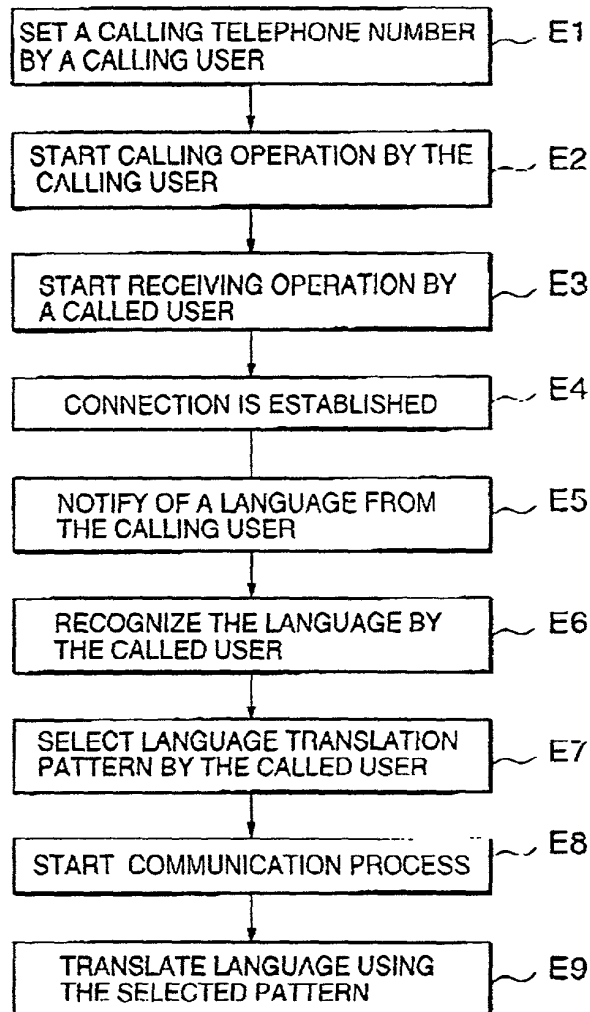 SET A CALLING TELEPHONE NUMBER
BY A CALLING USER
E1
START CALLING OPERATION BY THE
CALLING USER
E2
START RECEIVING OPERATION BY
A CALLED USER
E3
CONNECTION IS ESTABLISHED
E4
NOTIFY OF A LANGUAGE FROM
THE CALLING USER
E5
RECOGNIZE THE LANGUAGE BY
THE CALLED USER
E6
SELECT LANGUAGE TRANSLATION
PATTERN BY THE CALLED USER
E7
START COMMUNICATION PROCESS
E8
TRANSLATE LANGUAGE USING
THE SELECTED PATTERN
E9